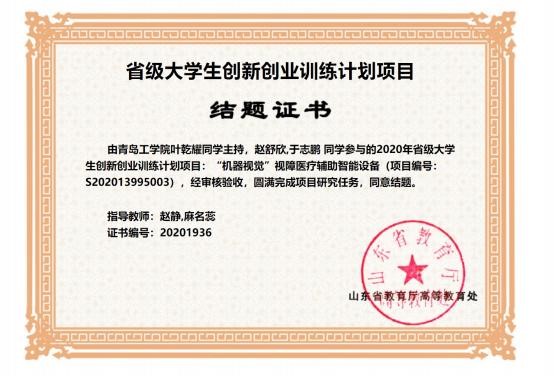 省级大学生创新创业训练计划项目
结题证书
由青岛工学院叶乾耀同学主持，赵舒欣,于志鹏 同学参与的2020年省级大学
生创新创业训练计划项目：“机器视觉”视障医疗辅助智能设备（项目编号：
S202013995003），经审核验收，圆满完成项目研究任务，同意结题。
指导教师：赵静,麻名蕊
证书编号：20201936
山东省教育厅
山东省教育厅高等教育处